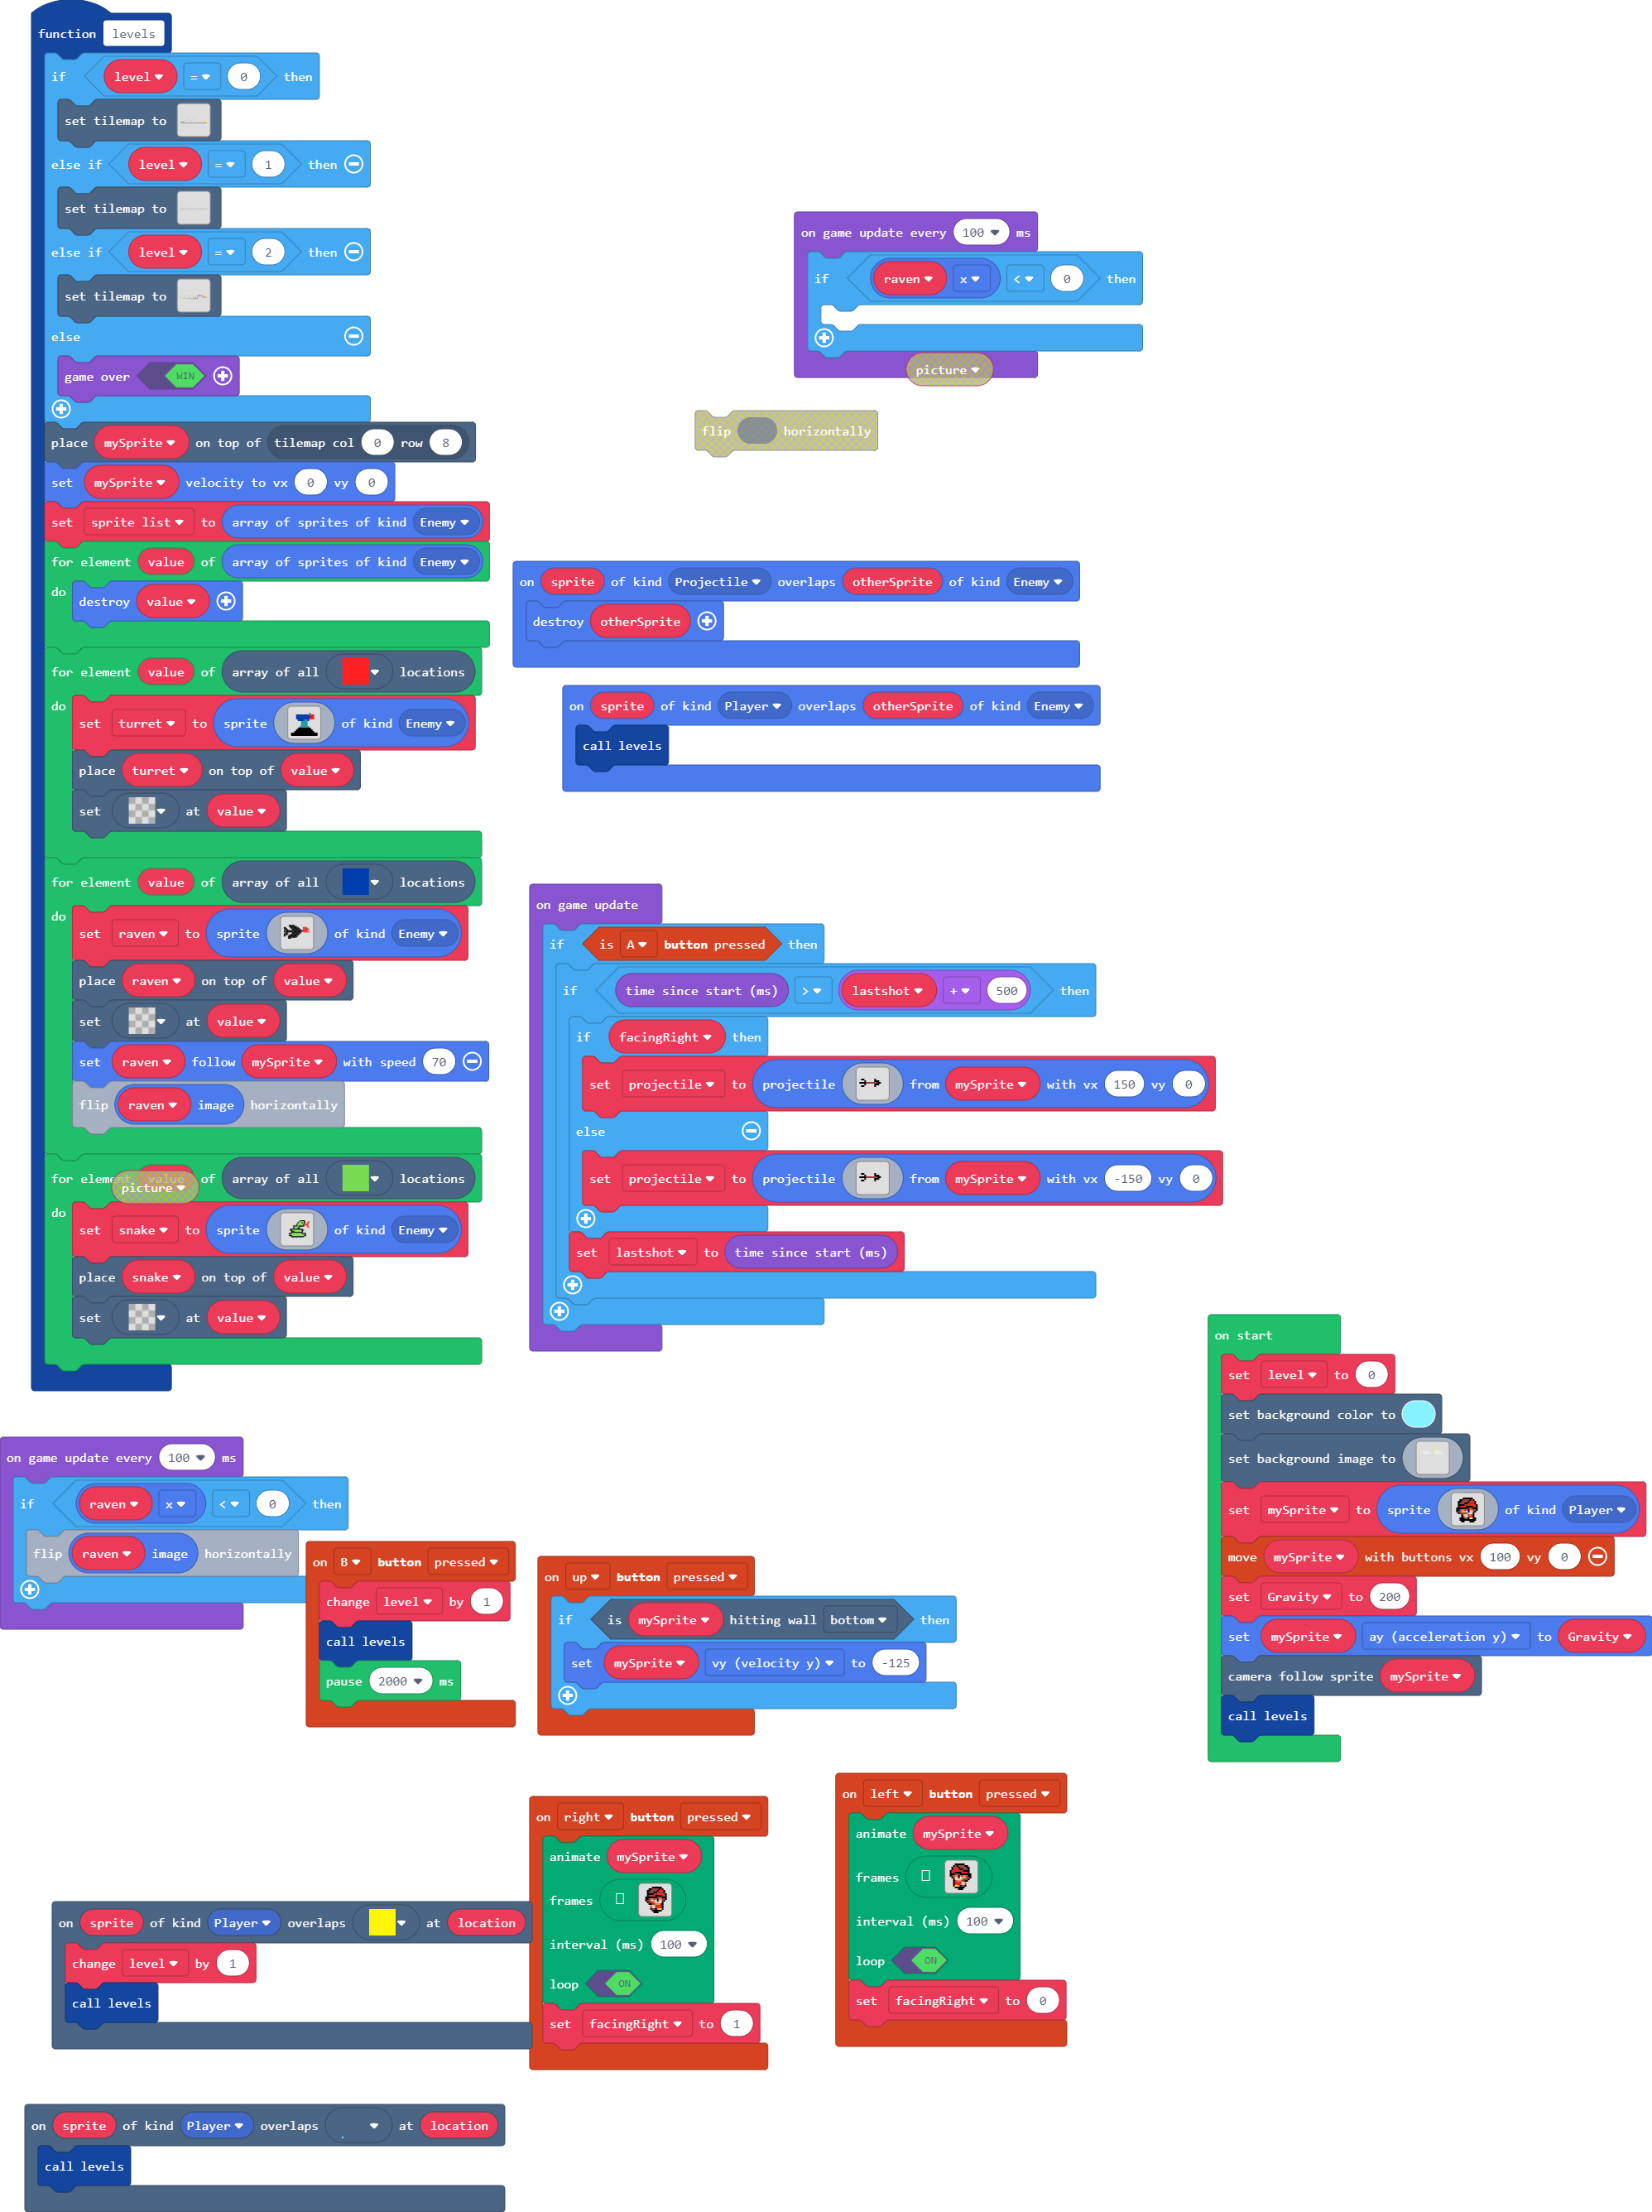 function levels
if level = 0 then
set tilemap to
else if level = 1 then
set tilemap to
else if level = 2 then
set tilemap to
else
game over WIN
place mySprite on top of tilemap col 0 row 8
set mySprite velocity to vx 0 vy 0
set sprite list to array of sprites of kind Enemy
for element value of array of sprites of kind Enemy
do
destroy value
for element value of array of all locations
do
set turret to sprite of kind Enemy
place turret on top of value
set at value
for element value of array of all locations
do
set raven to sprite of kind Enemy
place raven on top of value
set at value
set raven follow mySprite with speed 70
flip raven image horizontally
for element value of array of all locations
picture
do
set snake to sprite of kind Enemy
place snake on top of value
set at value
on game update every 100 ms
if raven x < 0 then
picture
flip horizontally
on sprite of kind Projectile overlaps otherSprite of kind Enemy
destroy otherSprite
on sprite of kind Player overlaps otherSprite of kind Enemy
call levels
on game update
if is A button pressed then
if time since start (ms) > lastshot + 500 then
if facingRight then
set projectile to projectile from mySprite with vx 150 vy 0
else
set projectile to projectile from mySprite with vx -150 vy 0
set lastshot to time since start (ms)
on start
set level to 0
set background color to
set background image to
set mySprite to sprite of kind Player
move mySprite with buttons vx 100 vy 0
set Gravity to 200
set mySprite ay (acceleration y) to Gravity
camera follow sprite mySprite
call levels
on game update every 100 ms
if raven x < 0 then
flip raven image horizontally
on B button pressed
change level by 1
call levels
pause 2000 ms
on up button pressed
if is mySprite hitting wall bottom then
set mySprite vy (velocity y) to -125
on right button pressed
animate mySprite
frames
interval (ms) 100
loop ON
set facingRight to 1
on left button pressed
animate mySprite
frames
interval (ms) 100
loop ON
set facingRight to 0
on sprite of kind Player overlaps at location
change level by 1
call levels
on sprite of kind Player overlaps at location
call levels